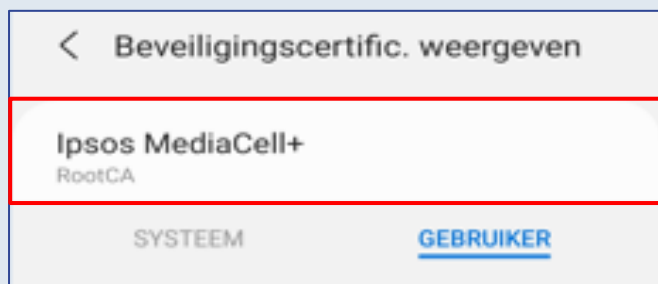 Beveiligingscertific. weergeven
Ipsos MediaCell+
RootCA
SYSTEEM GEBRUIKER